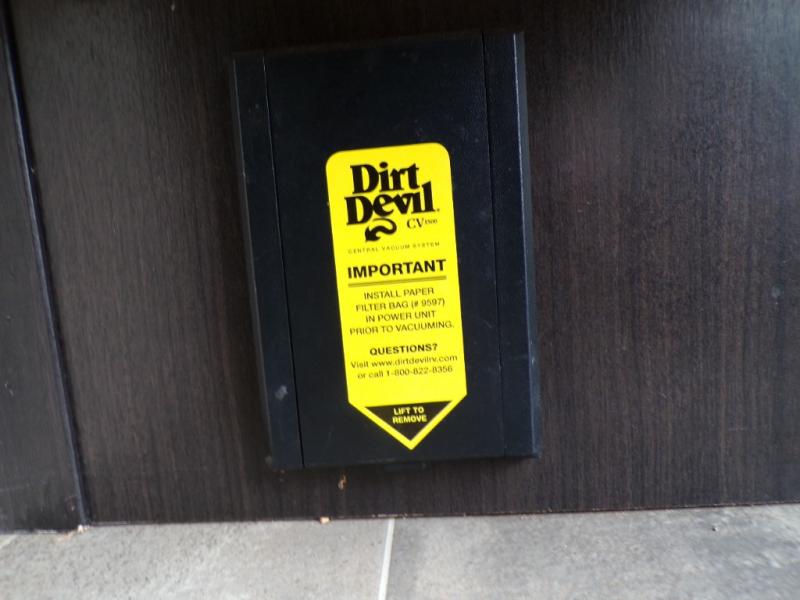 Dirt
Devil®
CV1500
CENTRAL VACUUM SYSTEM
IMPORTANT
INSTALL PAPER
FILTER BAG (# 9597)
IN POWER UNIT
PRIOR TO VACUUMING.
QUESTIONS?
Visit www.dirtdevilrv.com
or call 1-800-822-8356
LIFT TO
REMOVE